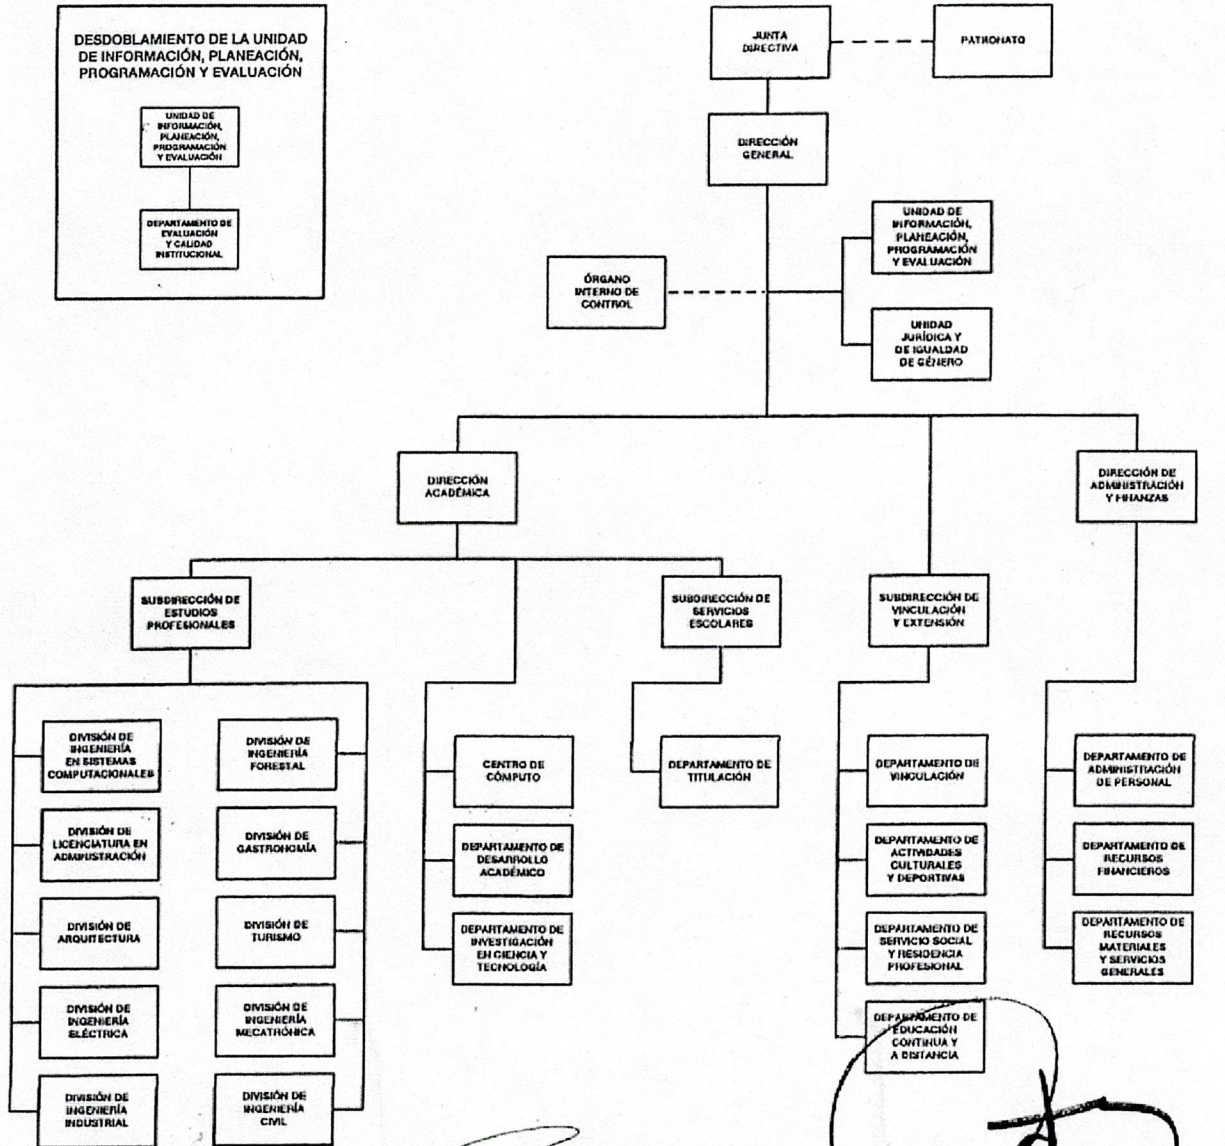 DESDOBLAMIENTO DE LA UNIDAD
DE INFORMACIÓN, PLANEACIÓN,
PROGRAMACIÓN Y EVALUACIÓN
UNIDAD DE
INFORMACIÓN,
PLANEACIÓN,
PROGRAMACIÓN
Y EVALUACIÓN
DEPARTAMENTO DE
EVALUACIÓN
Y CALIDAD
INSTITUCIONAL
JUNTA
DIRECTIVA
PATRONATO
DIRECCIÓN
GENERAL
UNIDAD DE
INFORMACIÓN,
PLANEACIÓN,
PROGRAMACIÓN
Y EVALUACIÓN
ÓRGANO
INTERNO DE
CONTROL
UNIDAD
JURÍDICA Y
DE IGUALDAD
DE GÉNERO
DIRECCIÓN
ACADÉMICA
DIRECCIÓN DE
ADMINISTRACIÓN
Y FINANZAS
SUBDIRECCIÓN DE
ESTUDIOS
PROFESIONALES
SUBDIRECCIÓN DE
SERVICIOS
ESCOLARES
SUBDIRECCIÓN DE
VINCULACIÓN
Y EXTENSIÓN
DIVISIÓN DE
INGENIERÍA
EN SISTEMAS
COMPUTACIONALES
DIVISIÓN DE
LICENCIATURA EN
ADMINISTRACIÓN
DIVISIÓN DE
ARQUITECTURA
DIVISIÓN DE
INGENIERÍA
ELÉCTRICA
DIVISIÓN DE
INGENIERÍA
INDUSTRIAL
DIVISIÓN DE
INGENIERÍA
FORESTAL
DIVISIÓN DE
GASTRONOMÍA
DIVISIÓN DE
TURISMO
DIVISIÓN DE
INGENIERÍA
MECATRÓNICA
DIVISIÓN DE
INGENIERÍA
CIVIL
CENTRO DE
CÓMPUTO
DEPARTAMENTO DE
DESARROLLO
ACADÉMICO
DEPARTAMENTO DE
INVESTIGACIÓN
EN CIENCIA Y
TECNOLOGÍA
DEPARTAMENTO DE
TITULACIÓN
DEPARTAMENTO DE
VINCULACIÓN
DEPARTAMENTO DE
ACTIVIDADES
CULTURALES
Y DEPORTIVAS
DEPARTAMENTO DE
SERVICIO SOCIAL
Y RESIDENCIA
PROFESIONAL
DEPARTAMENTO DE
EDUCACIÓN
CONTINUA Y
A DISTANCIA
DEPARTAMENTO DE
ADMINISTRACIÓN
DE PERSONAL
DEPARTAMENTO DE
RECURSOS
FINANCIEROS
DEPARTAMENTO DE
RECURSOS
MATERIALES
Y SERVICIOS
GENERALES